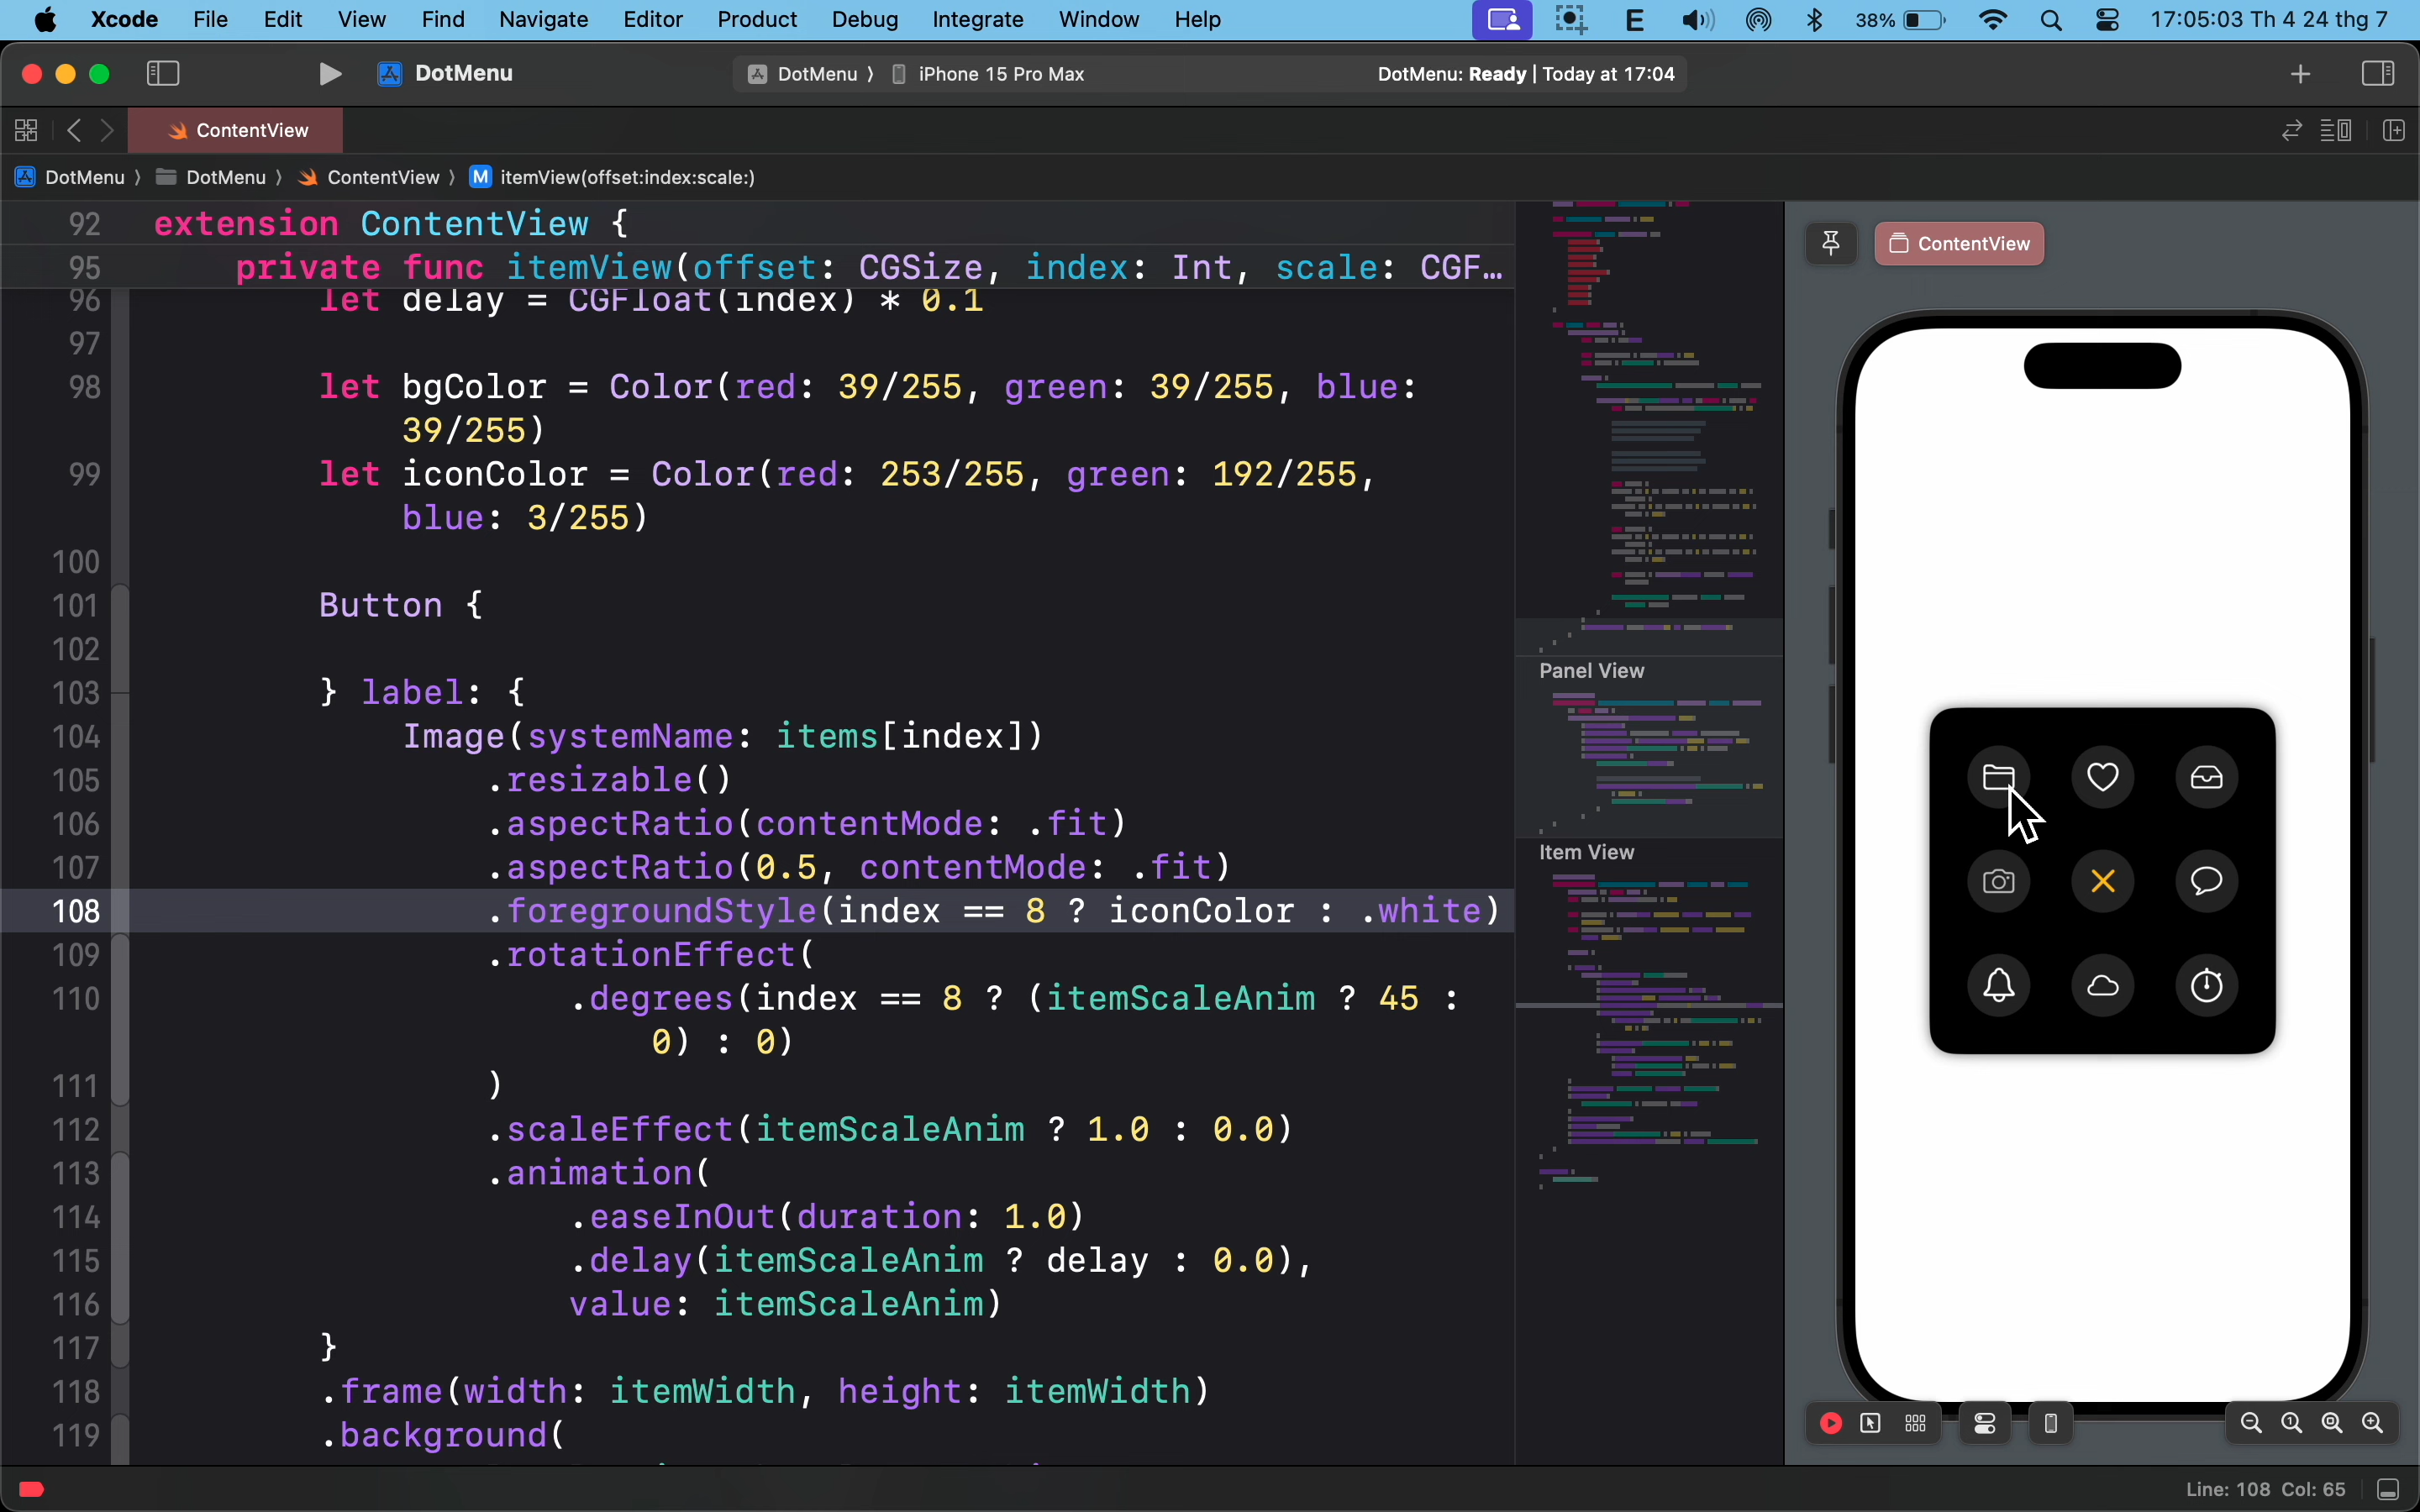 Xcode File Edit View Find Navigate Editor Product Debug Integrate Window Help E 38% 17:05:03 Th 4 24 thg 7
DotMenu DotMenu 〉 iPhone 15 Pro Max DotMenu: Ready | Today at 17:04
ContentView
DotMenu 〉 DotMenu 〉 ContentView 〉 M itemView(offset:index:scale:)
92 extension ContentView {
95 private func itemView(offset: CGSize, index: Int, scale: CGF…
96 let delay = CGFloat(index) * 0.1
97
98 let bgColor = Color(red: 39/255, green: 39/255, blue:
39/255)
99 let iconColor = Color(red: 253/255, green: 192/255,
blue: 3/255)
100
101 Button {
102
103 } label: {
104 Image(systemName: items[index])
105 .resizable()
106 .aspectRatio(contentMode: .fit)
107 .aspectRatio(0.5, contentMode: .fit)
108 .foregroundStyle(index == 8 ? iconColor : .white)
109 .rotationEffect(
110 .degrees(index == 8 ? (itemScaleAnim ? 45 :
0) : 0)
111 )
112 .scaleEffect(itemScaleAnim ? 1.0 : 0.0)
113 .animation(
114 .easeInOut(duration: 1.0)
115 .delay(itemScaleAnim ? delay : 0.0),
116 value: itemScaleAnim)
117 }
118 .frame(width: itemWidth, height: itemWidth)
119 .background(
Panel View
Item View
ContentView
Line: 108 Col: 65